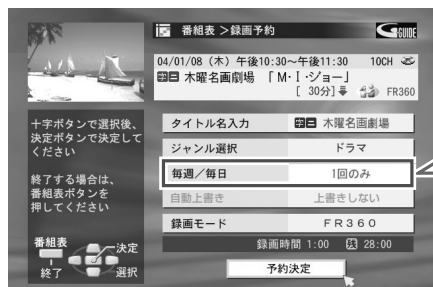 番組表 >録画予約
GGUIDE
04/01/08（木）午後10:30~午後11:30 10CH
字二 木曜名画劇場 「M・I・ジョー」
[ 30分] FR360
十字ボタンで選択後、
決定ボタンで決定して
ください
終了する場合は、
番組表ボタンを
押してください
タイトル名入力 字二 木曜名画劇場
ジャンル選択 ドラマ
毎週／毎日 1回のみ
自動上書き 上書きしない
録画モード ＦＲ３６０
録画時間 1:00 残 28:00
番組表
決定
終了
選択
予約決定